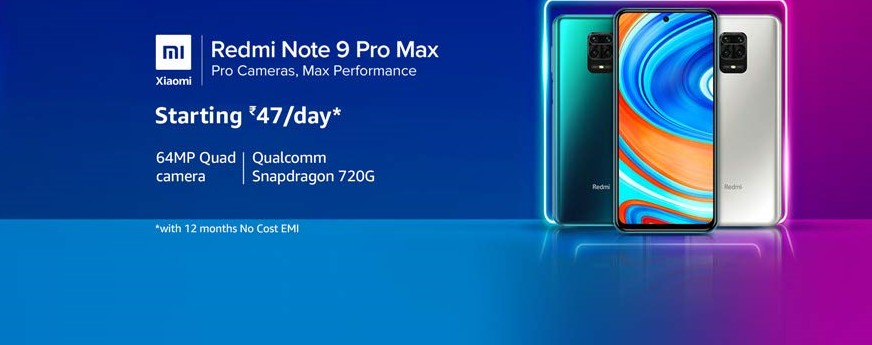 mi
Xiaomi
Redmi Note 9 Pro Max
Pro Cameras, Max Performance
Starting ₹47/day*
64MP Quad
camera
Qualcomm
Snapdragon 720G
*with 12 months No Cost EMI
Redmi
Redmi